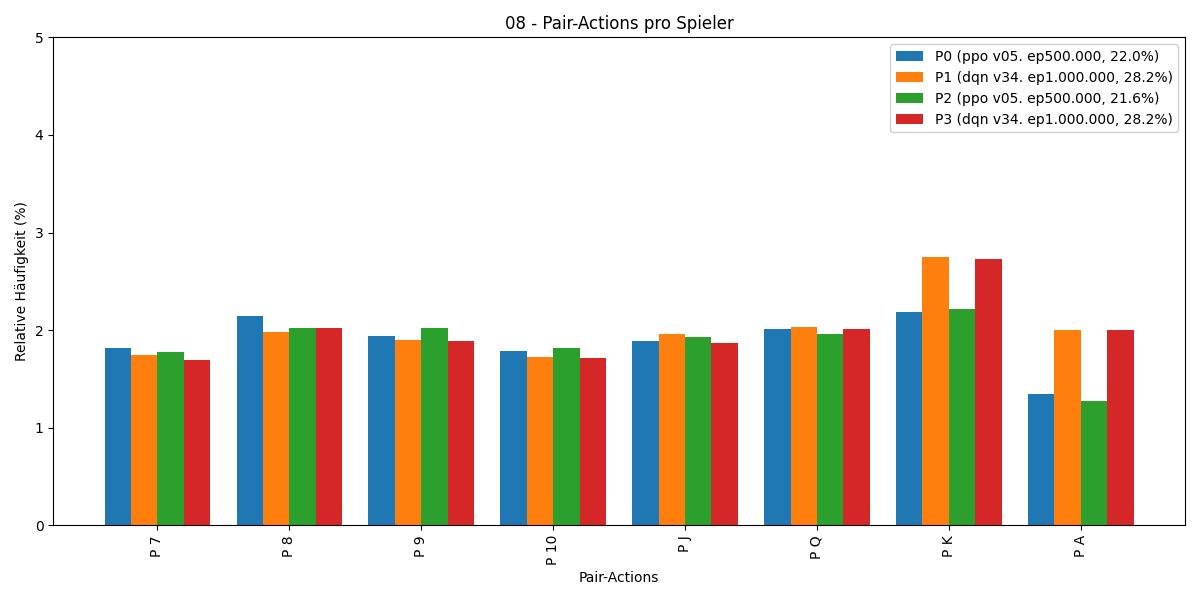 08 - Pair-Actions pro Spieler
P0 (ppo v05. ep500.000, 22.0%)
P1 (dqn v34. ep1.000.000, 28.2%)
P2 (ppo v05. ep500.000, 21.6%)
P3 (dqn v34. ep1.000.000, 28.2%)
Relative Häufigkeit (%)
5
4
3
2
1
0
P 7
P 8
P 9
P 10
P J
P Q
P K
P A
Pair-Actions